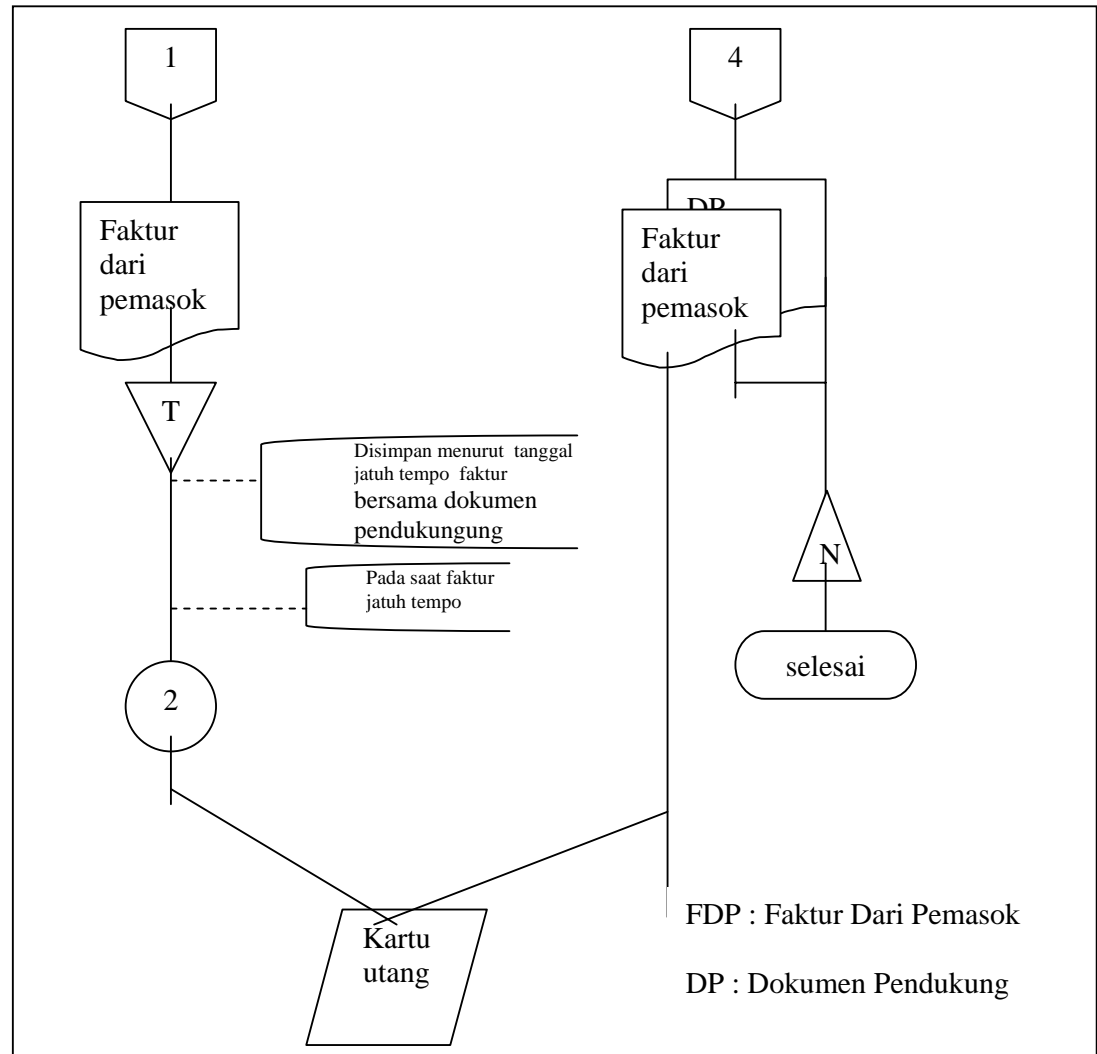 1
Faktur
dari
pemasok
T
Disimpan menurut tanggal
jatuh tempo faktur
bersama dokumen
pendukungung
Pada saat faktur
jatuh tempo
2
4
DP
Faktur
dari
pemasok
N
selesai
Kartu
utang
FDP : Faktur Dari Pemasok
DP : Dokumen Pendukung